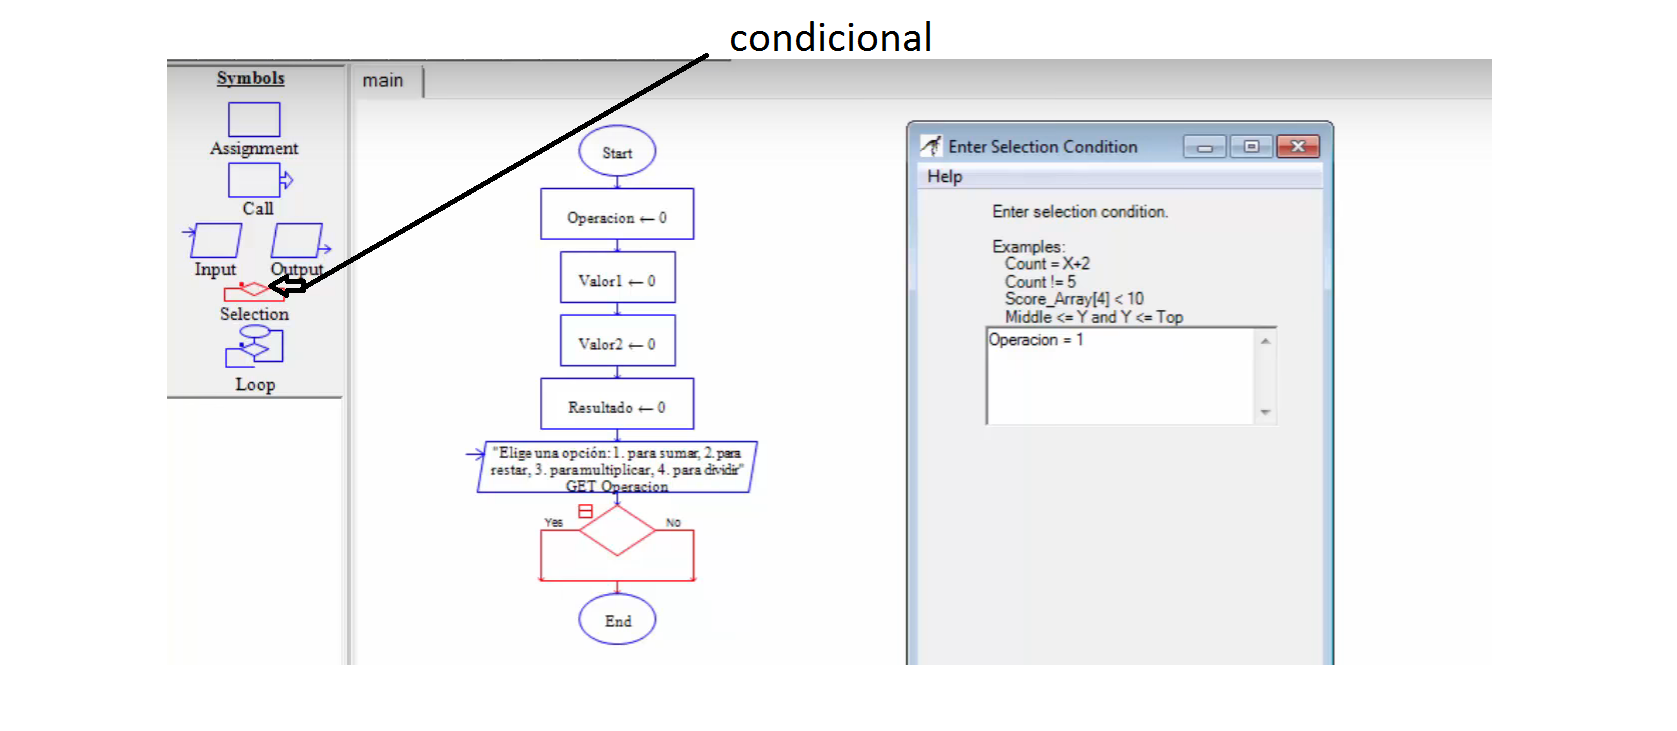 condicional
Symbols
Assignment
Call
Input
Output
Selection
Loop
main
Start
Operacion ← 0
Valor1 ← 0
Valor2 ← 0
Resultado ← 0
"Elige una opción: 1. para sumar, 2. para
restar, 3. para multiplicar, 4. para dividir"
GET Operacion
Yes
No
End
Enter Selection Condition
Help
Enter selection condition.
Examples:
Count = X+2
Count != 5
Score_Array[4] < 10
Middle <= Y and Y <= Top
Operacion = 1